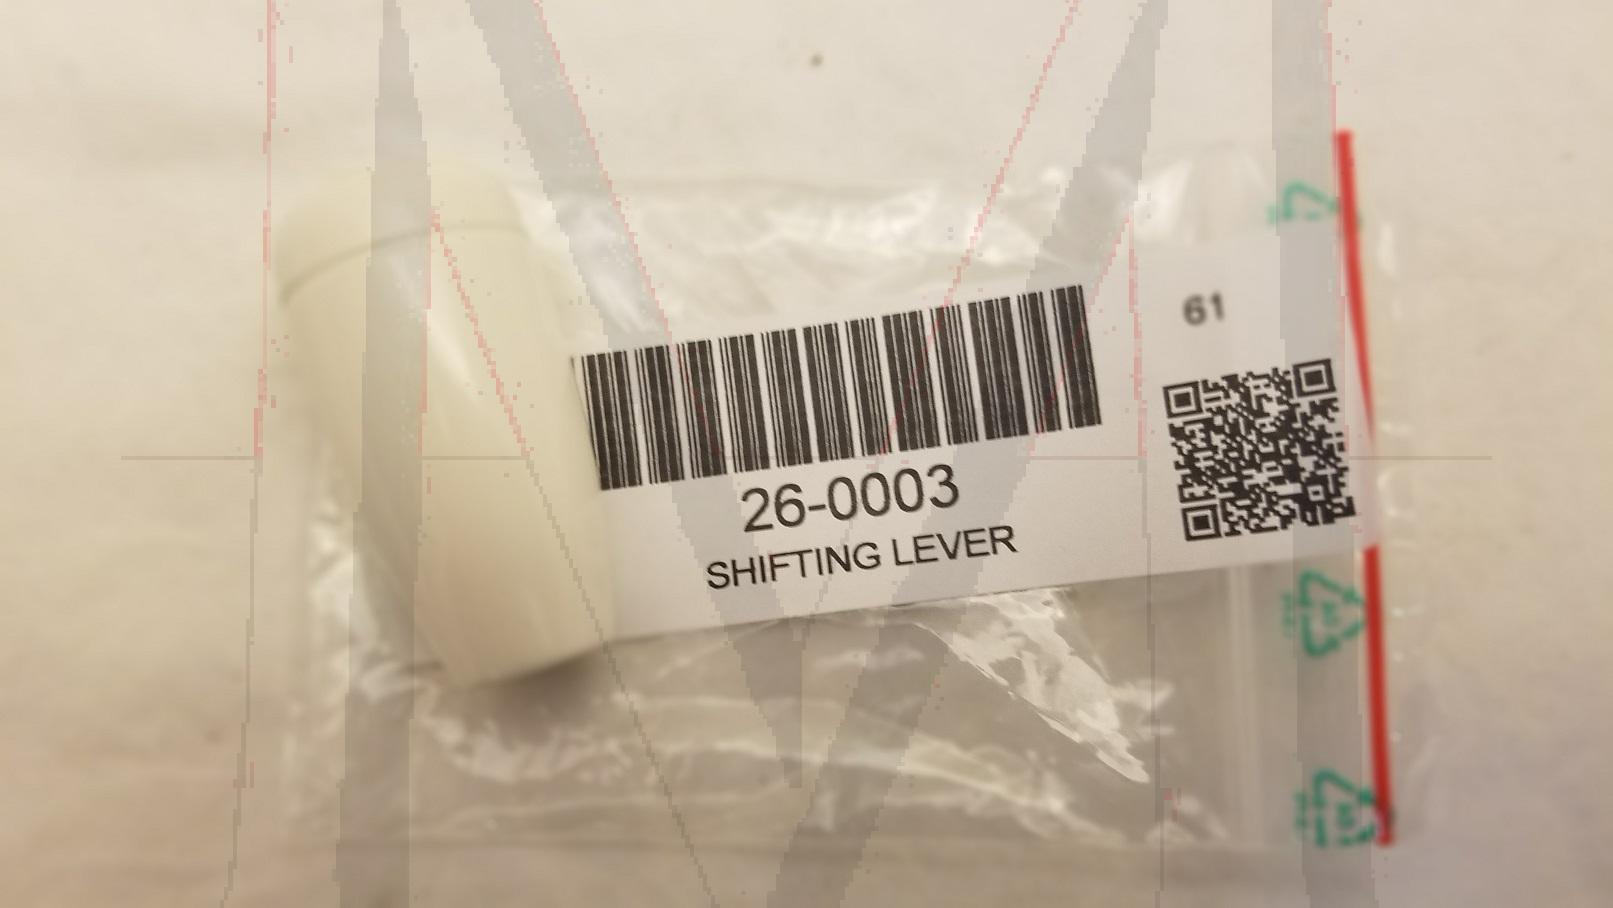 61
26-0003
SHIFTING LEVER